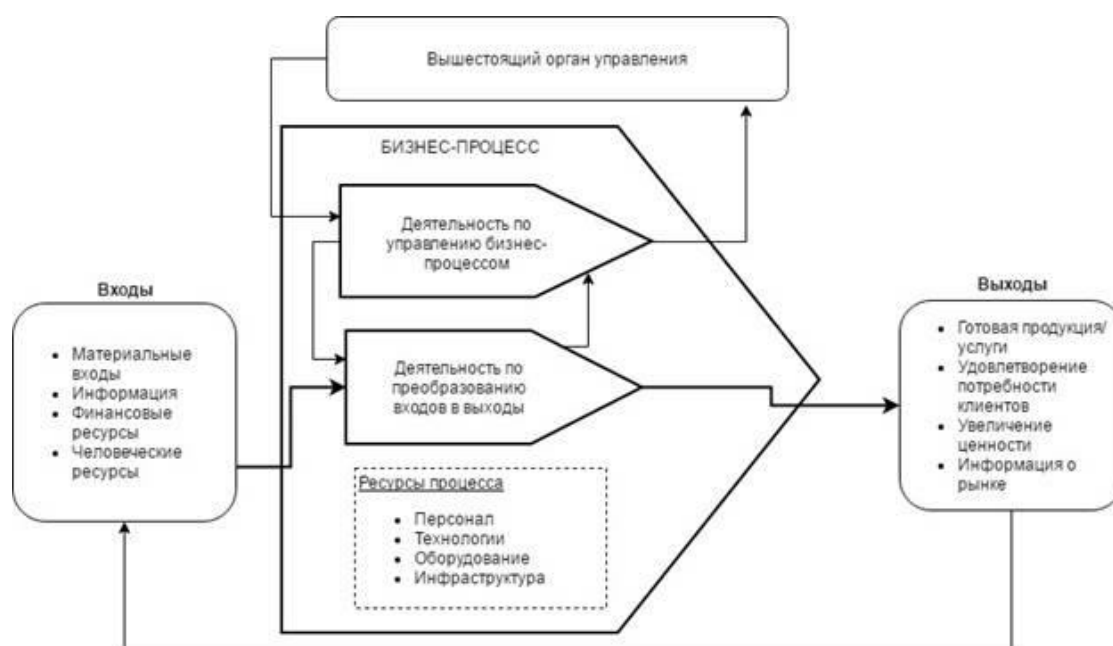 Вышестоящий орган управления
БИЗНЕС-ПРОЦЕСС
Деятельность по
управлению бизнес-
процессом
Входы
• Материальные
входы
• Информация
• Финансовые
ресурсы
• Человеческие
ресурсы
Деятельность по
преобразованию
входов в выходы
Ресурсы процесса
• Персонал
• Технологии
• Оборудование
• Инфраструктура
Выходы
• Готовая продукция/
услуги
• Удовлетворение
потребности
клиентов
• Увеличение
ценности
• Информация о
рынке